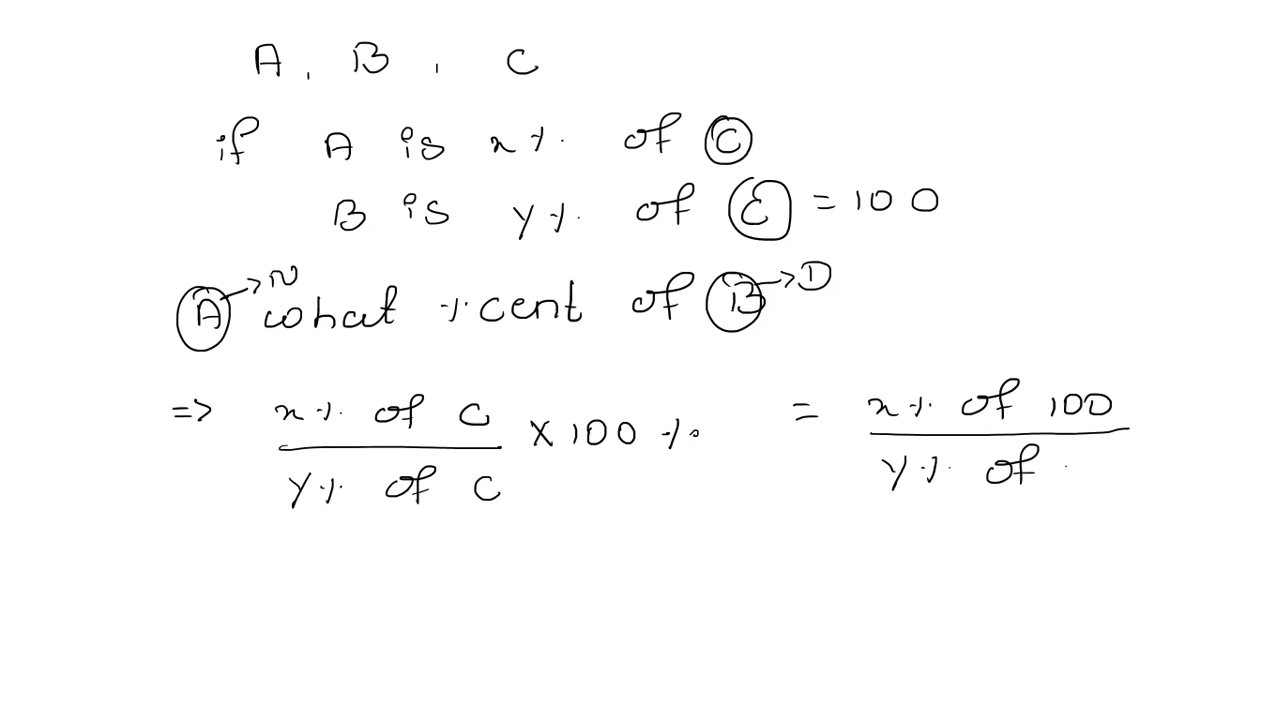 A, B, C
if A is x% of C
B is y% of C = 100
A → N what %cent of B → D
=> x% of C / y% of C × 100 % = x% of 100 / y% of